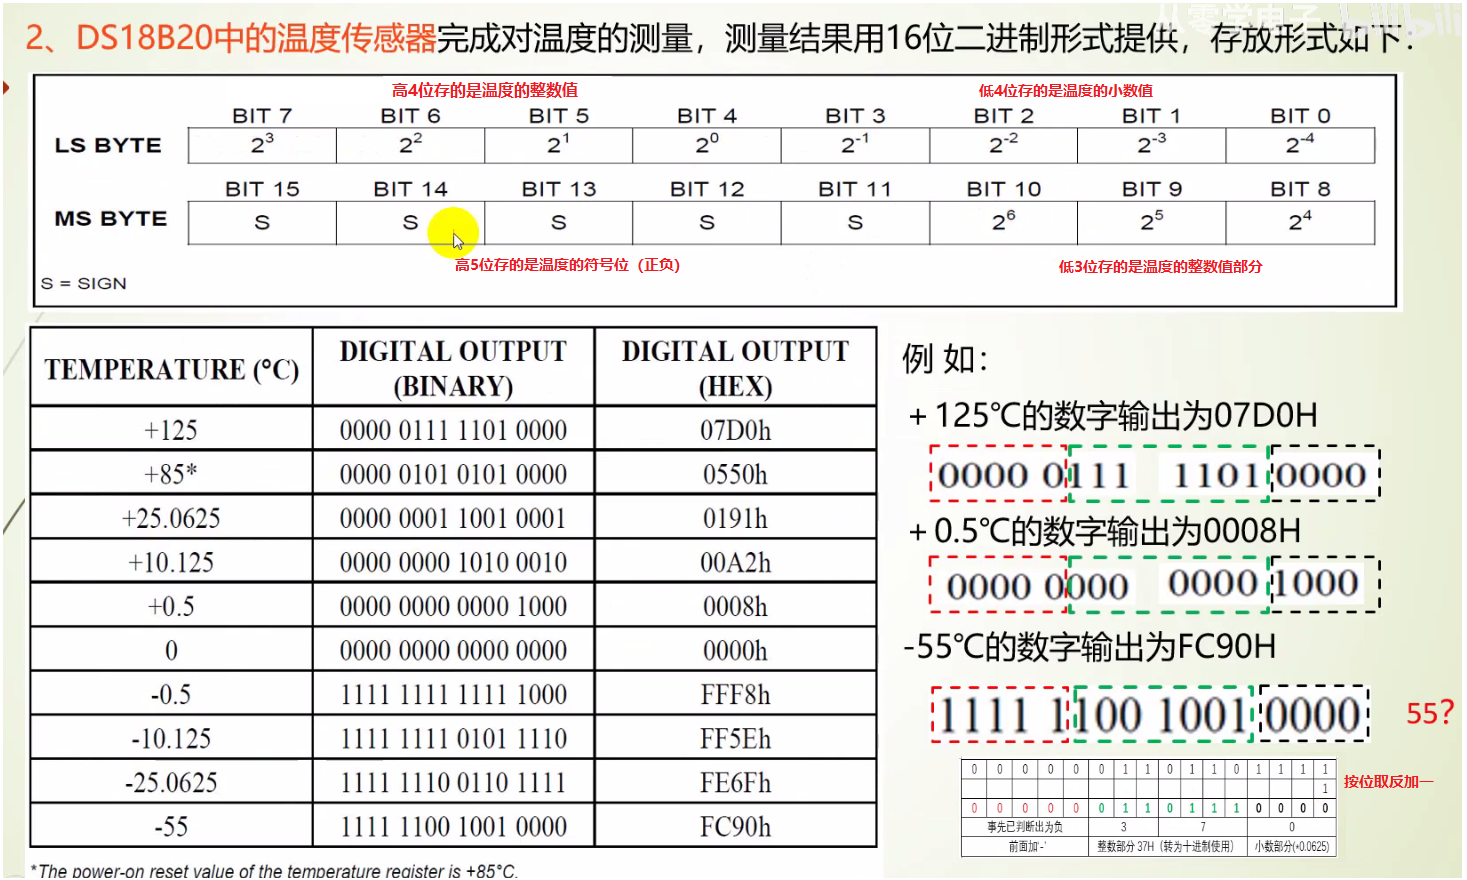 从零学电子 bilibili
2、DS18B20中的温度传感器完成对温度的测量，测量结果用16位二进制形式提供，存放形式如下：
高4位存的是温度的整数值 低4位存的是温度的小数值
BIT 7 BIT 6 BIT 5 BIT 4 BIT 3 BIT 2 BIT 1 BIT 0
LS BYTE 2³ 2² 2¹ 2⁰ 2⁻¹ 2⁻² 2⁻³ 2⁻⁴
BIT 15 BIT 14 BIT 13 BIT 12 BIT 11 BIT 10 BIT 9 BIT 8
MS BYTE S S S S S 2⁶ 2⁵ 2⁴
高5位存的是温度的符号位（正负） 低3位存的是温度的整数值部分
S = SIGN
TEMPERATURE (°C) DIGITAL OUTPUT (BINARY) DIGITAL OUTPUT (HEX)
+125 0000 0111 1101 0000 07D0h
+85* 0000 0101 0101 0000 0550h
+25.0625 0000 0001 1001 0001 0191h
+10.125 0000 0000 1010 0010 00A2h
+0.5 0000 0000 0000 1000 0008h
0 0000 0000 0000 0000 0000h
-0.5 1111 1111 1111 1000 FFF8h
-10.125 1111 1111 0101 1110 FF5Eh
-25.0625 1111 1110 0110 1111 FE6Fh
-55 1111 1100 1001 0000 FC90h
*The power-on reset value of the temperature register is +85°C.
例 如：
＋125℃的数字输出为07D0H
0000 0111 1101 0000
＋0.5℃的数字输出为0008H
0000 0000 0000 1000
-55℃的数字输出为FC90H
1111 1100 1001 0000 55?
0 0 0 0 0 0 1 1 0 1 1 0 1 1 1 1
1 按位取反加一
0 0 0 0 0 0 1 1 0 1 1 1 0 0 0 0
事先已判断出为负 3 7 0
前面加'-' 整数部分 37H（转为十进制使用） 小数部分(*0.0625)